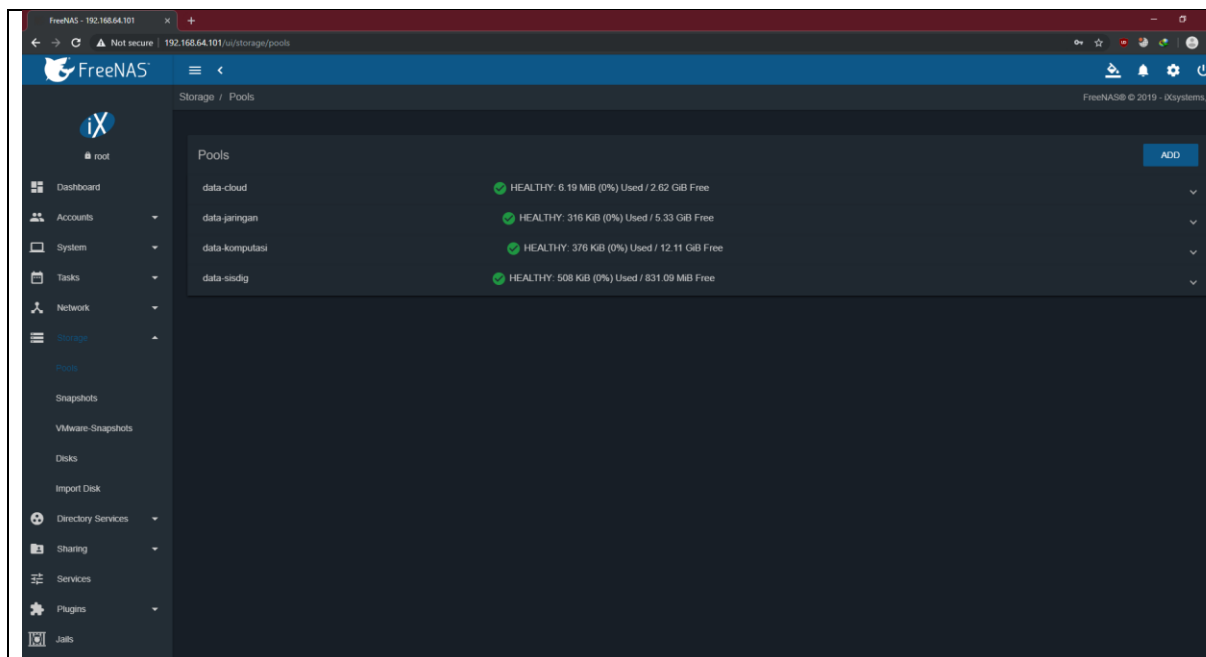 FreeNAS - 192.168.64.101
Not secure | 192.168.64.101/ui/storage/pools
FreeNAS
Storage / Pools
FreeNAS® © 2019 - iXsystems,
iX
root
Pools
ADD
data-cloud HEALTHY: 6.19 MiB (0%) Used / 2.62 GiB Free
data-jaringan HEALTHY: 316 KiB (0%) Used / 5.33 GiB Free
data-komputasi HEALTHY: 376 KiB (0%) Used / 12.11 GiB Free
data-sisdig HEALTHY: 508 KiB (0%) Used / 831.09 MiB Free
Dashboard
Accounts
System
Tasks
Network
Storage
Pools
Snapshots
VMware-Snapshots
Disks
Import Disk
Directory Services
Sharing
Services
Plugins
Jails